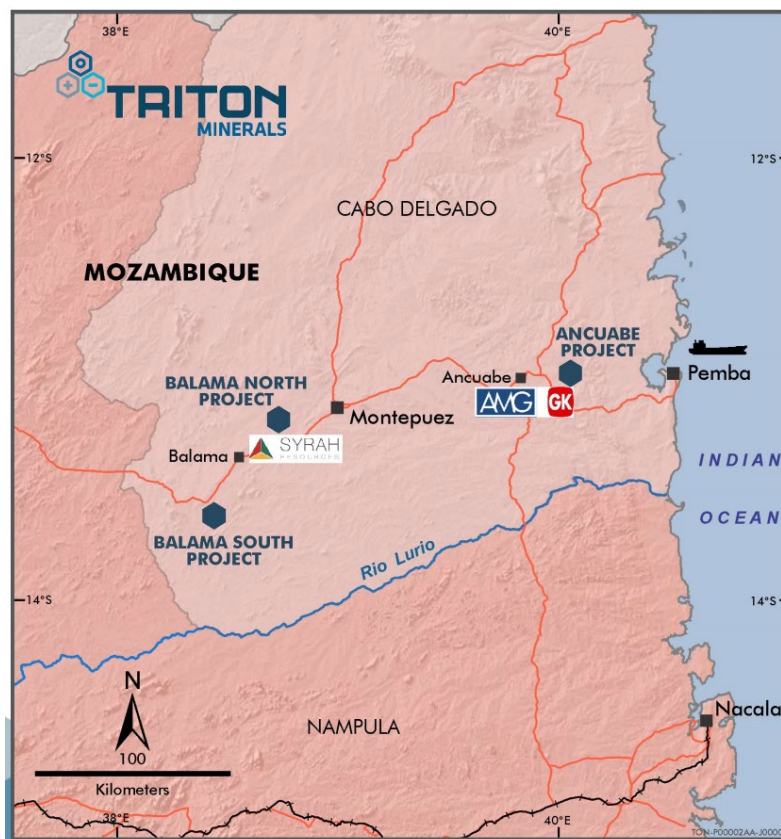 38°E
40°E
TRITON
MINERALS
12°S
12°S
CABO DELGADO
MOZAMBIQUE
ANCUABE
PROJECT
Ancuabe
Pemba
BALAMA NORTH
PROJECT
AMG GK
Montepuez
Balama
SYRAH
RESOURCES
INDIAN
OCEAN
BALAMA SOUTH
PROJECT
Rio Lurio
14°S
14°S
N
NAMPULA
Nacala
100
Kilometers
38°E
40°E